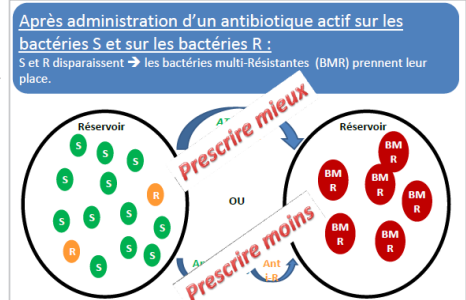 Après administration d'un antibiotique actif sur les
bactéries S et sur les bactéries R :
S et R disparaissent ➔ les bactéries multi-Résistantes (BMR) prennent leur
place.
Réservoir
S
S
S
S
S
R
S
S
S
R
S
S
S
Prescrire mieux
OU
Prescrire moins
Ant
i-R
Réservoir
BM
R
BM
R
BM
R
BM
R
BM
R
BM
R